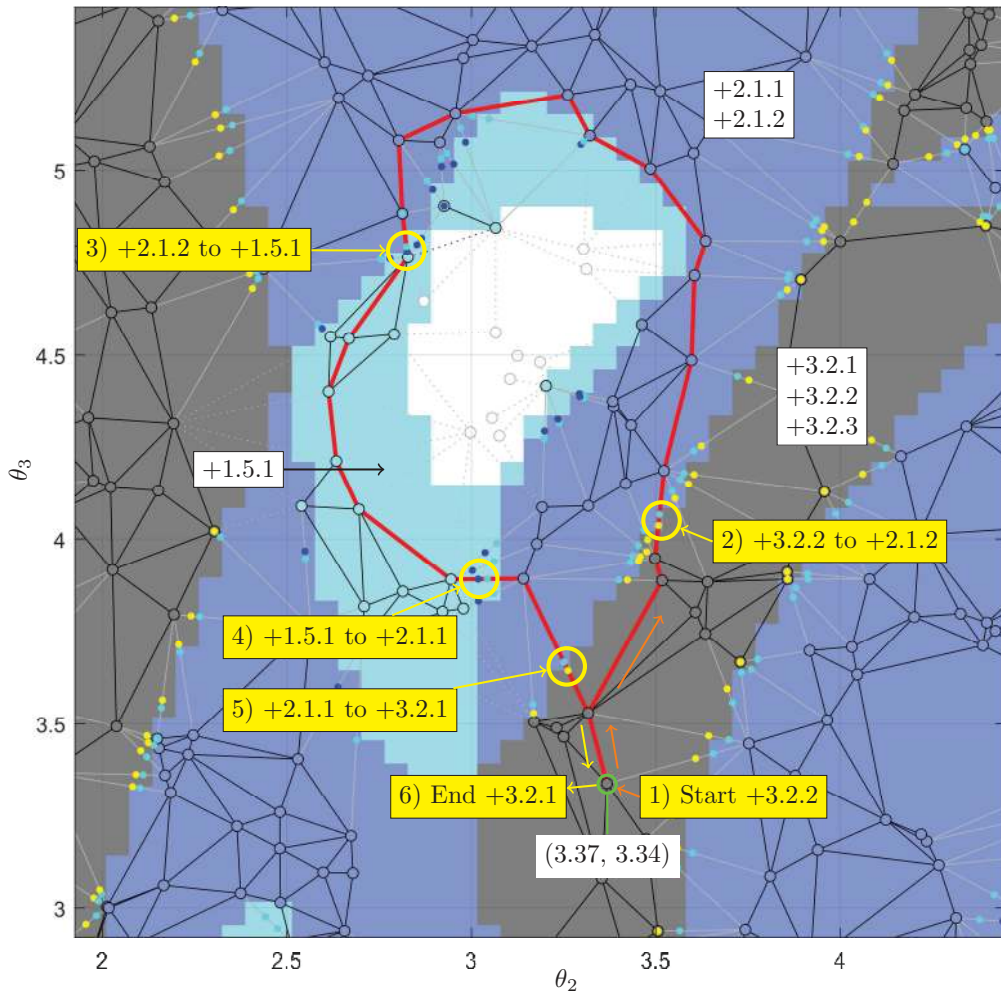 +2.1.1
+2.1.2
5
3) +2.1.2 to +1.5.1
4.5
+3.2.1
+3.2.2
+3.2.3
θ3
+1.5.1
4
2) +3.2.2 to +2.1.2
4) +1.5.1 to +2.1.1
5) +2.1.1 to +3.2.1
3.5
6) End +3.2.1
1) Start +3.2.2
(3.37, 3.34)
3
2
2.5
3
3.5
4
θ2